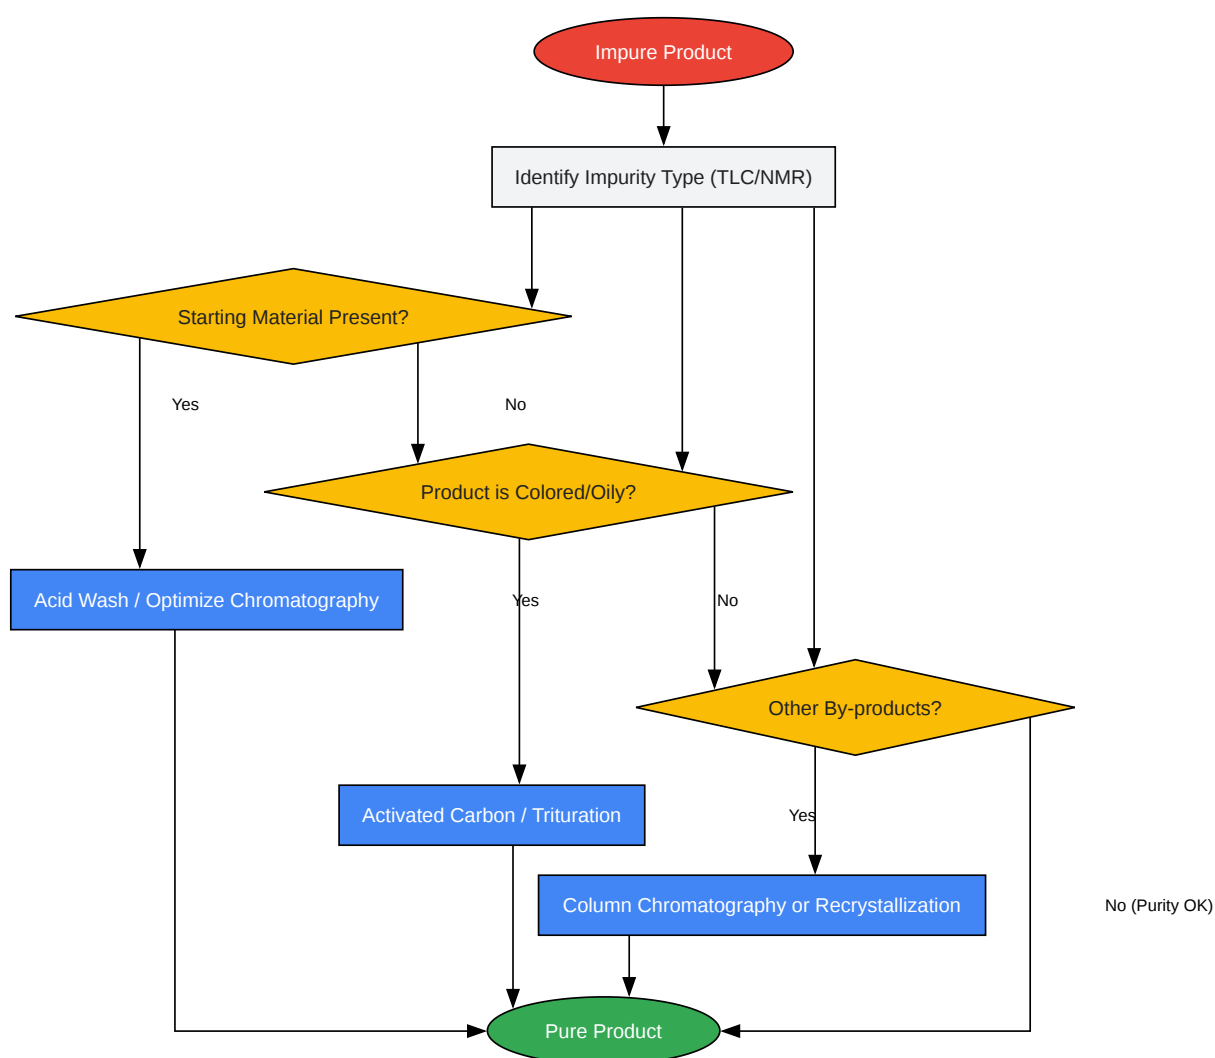 Impure Product
Identify Impurity Type (TLC/NMR)
Starting Material Present?
Yes
No
Product is Colored/Oily?
Acid Wash / Optimize Chromatography
Yes
No
Other By-products?
Activated Carbon / Trituration
Yes
Column Chromatography or Recrystallization
No (Purity OK)
Pure Product